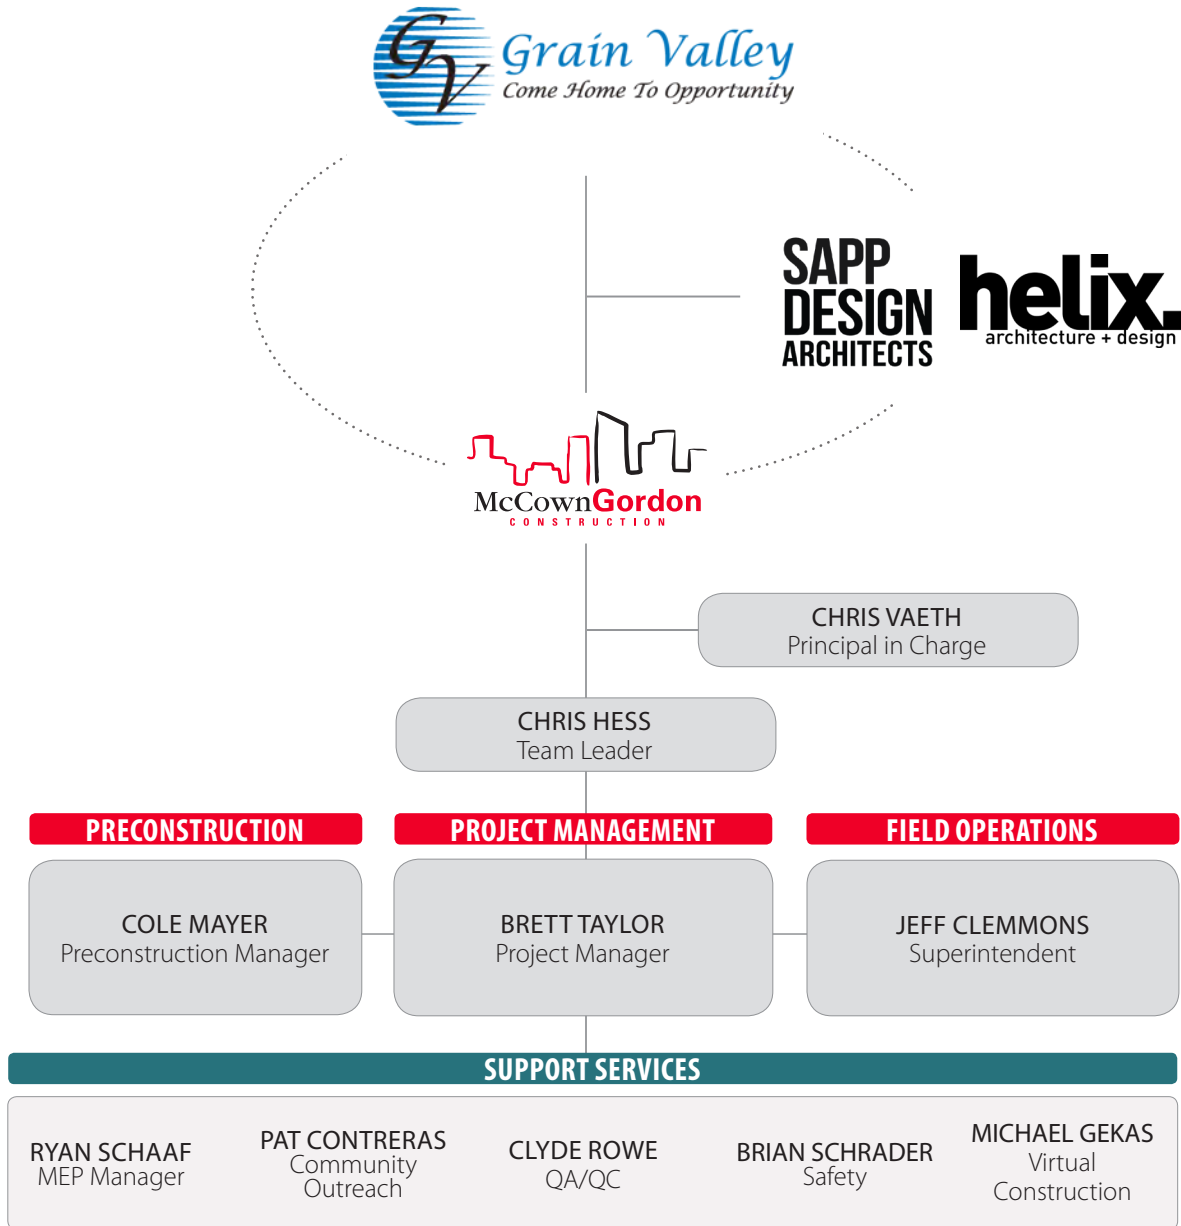 GV
Grain Valley
Come Home To Opportunity
SAPP
DESIGN
ARCHITECTS
helix.
architecture + design
McCownGordon
CONSTRUCTION
CHRIS VAETH
Principal in Charge
CHRIS HESS
Team Leader
PRECONSTRUCTION
PROJECT MANAGEMENT
FIELD OPERATIONS
COLE MAYER
Preconstruction Manager
BRETT TAYLOR
Project Manager
JEFF CLEMMONS
Superintendent
SUPPORT SERVICES
RYAN SCHAAF
MEP Manager
PAT CONTRERAS
Community
Outreach
CLYDE ROWE
QA/QC
BRIAN SCHRADER
Safety
MICHAEL GEKAS
Virtual
Construction